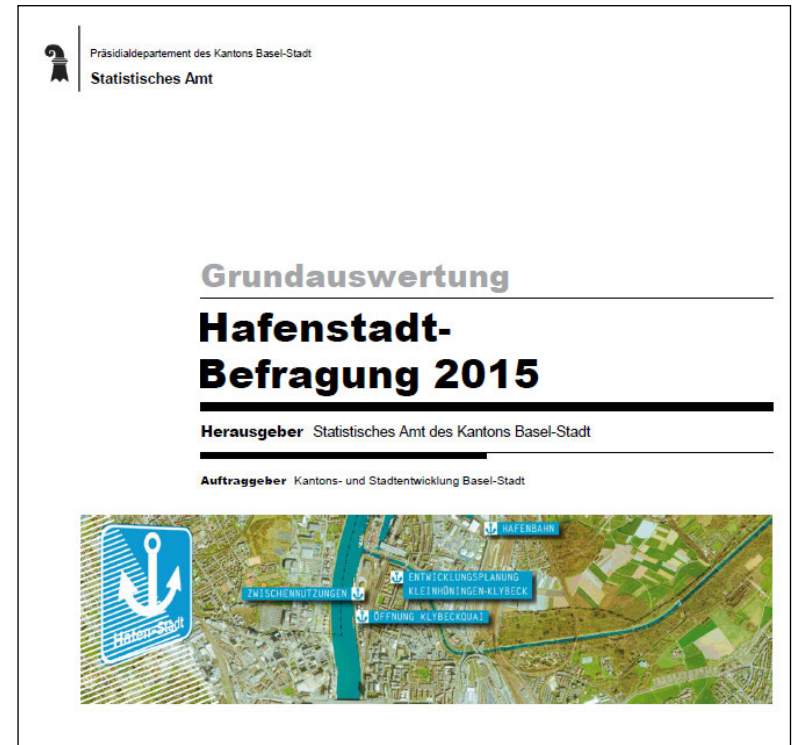 Präsidialdepartement des Kantons Basel-Stadt
Statistisches Amt
Grundauswertung
Hafenstadt-
Befragung 2015
Herausgeber Statistisches Amt des Kantons Basel-Stadt
Auftraggeber Kantons- und Stadtentwicklung Basel-Stadt
HAFENBAHN
ENTWICKLUNGSPLANUNG
KLEINHÜNINGEN-KLYBECK
ZWISCHENNUTZUNGEN
ÖFFNUNG KLYBECKQUAI
Hafen-Stadt